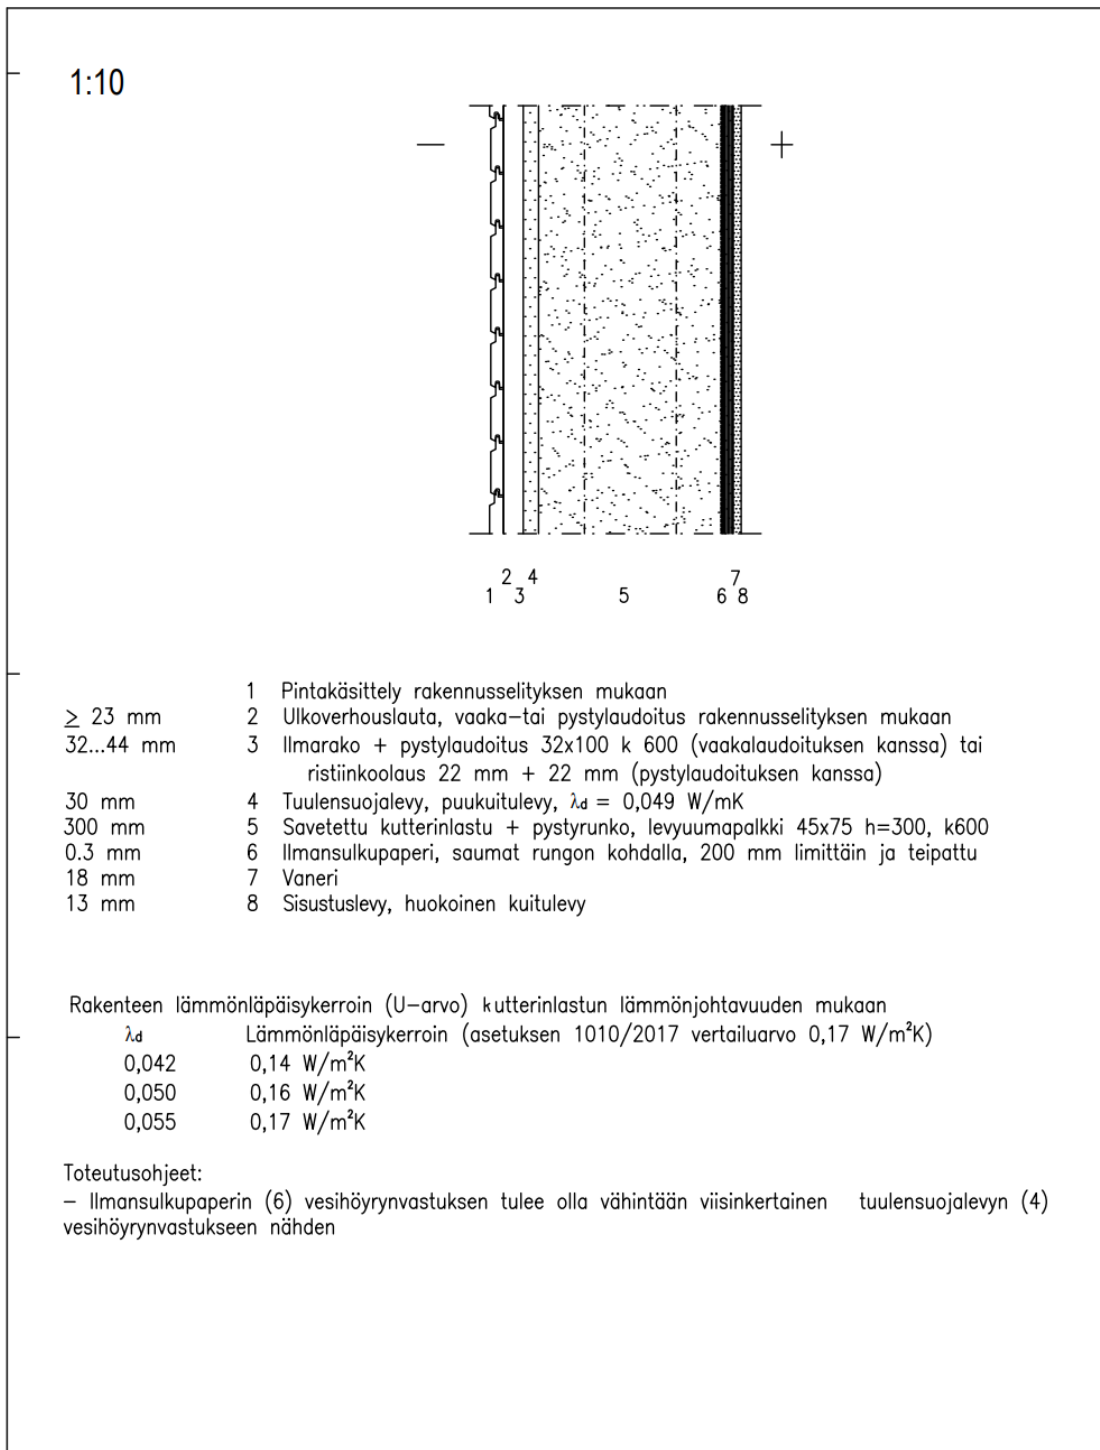 1:10
— +
2 4 7
1 3 5 6 8
1 Pintakäsittely rakennusselityksen mukaan
≥ 23 mm 2 Ulkoverhouslauta, vaaka-tai pystylaudoitus rakennusselityksen mukaan
32...44 mm 3 Ilmarako + pystylaudoitus 32x100 k 600 (vaakalaudoituksen kanssa) tai
ristiinkoolaus 22 mm + 22 mm (pystylaudoituksen kanssa)
30 mm 4 Tuulensuojalevy, puukuitulevy, λd = 0,049 W/mK
300 mm 5 Savetettu kutterinlastu + pystyrunko, levyuumapalkki 45x75 h=300, k600
0.3 mm 6 Ilmansulkupaperi, saumat rungon kohdalla, 200 mm limittäin ja teipattu
18 mm 7 Vaneri
13 mm 8 Sisustuslevy, huokoinen kuitulevy
Rakenteen lämmönläpäisykerroin (U-arvo) kutterinlastun lämmönjohtavuuden mukaan
λd Lämmönläpäisykerroin (asetuksen 1010/2017 vertailuarvo 0,17 W/m²K)
0,042 0,14 W/m²K
0,050 0,16 W/m²K
0,055 0,17 W/m²K
Toteutusohjeet:
– Ilmansulkupaperin (6) vesihöyrynvastuksen tulee olla vähintään viisinkertainen tuulensuojalevyn (4)
vesihöyrynvastukseen nähden